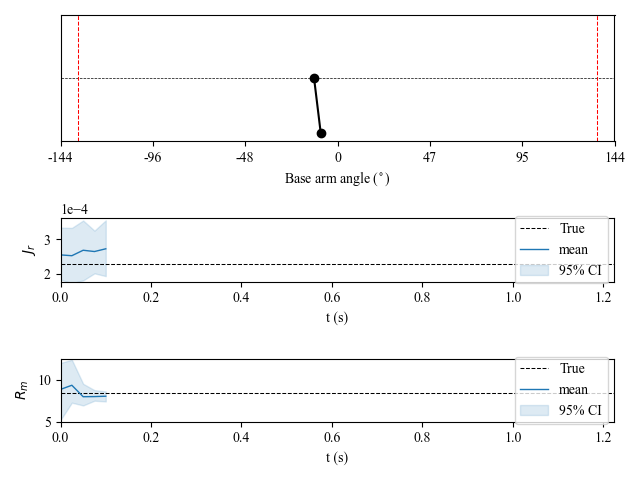 -144 -96 -48 0 47 95 144
Base arm angle (°)
1e−4
3
2
J_r
True
mean
95% CI
0.0 0.2 0.4 0.6 0.8 1.0 1.2
t (s)
10
5
R_m
True
mean
95% CI
0.0 0.2 0.4 0.6 0.8 1.0 1.2
t (s)